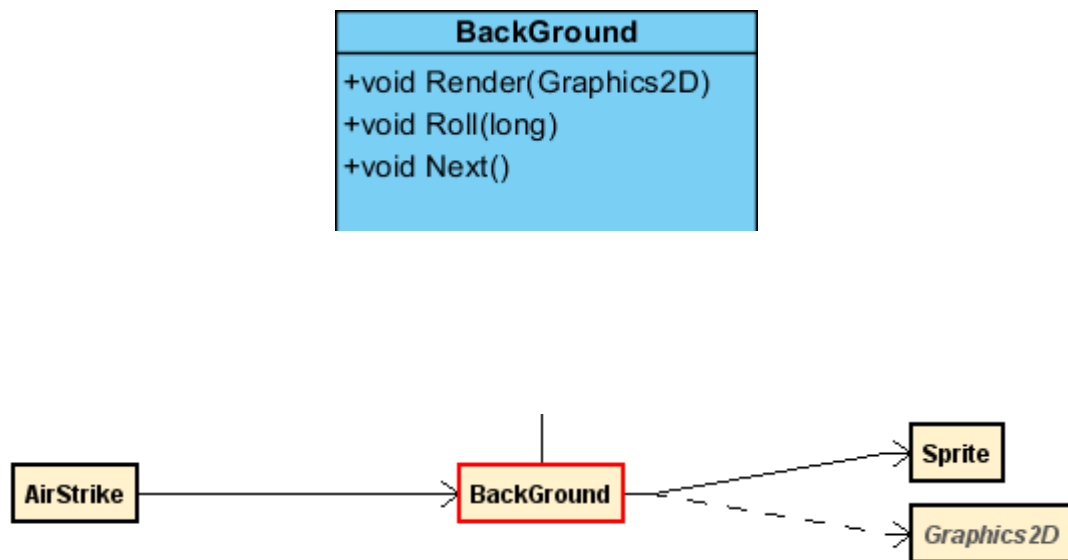 BackGround
+void Render(Graphics2D)
+void Roll(long)
+void Next()
Sprite
AirStrike
BackGround
Graphics2D